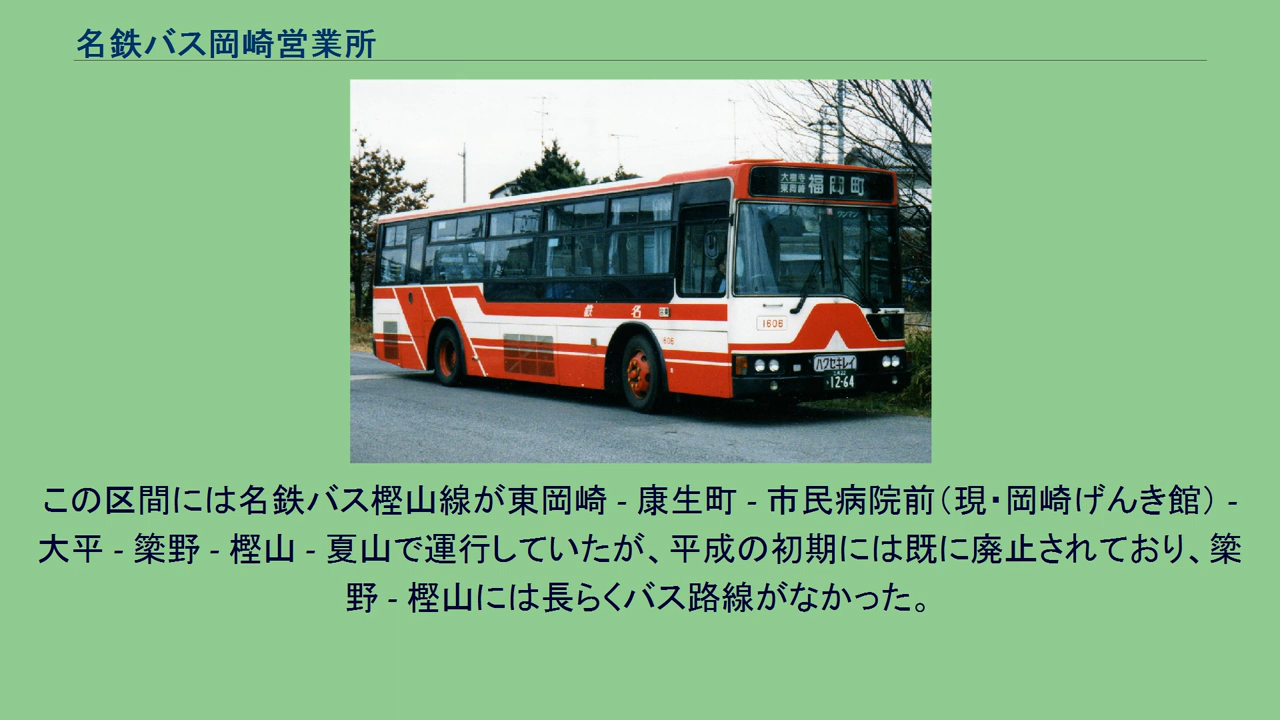 名鉄バス岡崎営業所
大樹寺
東岡崎
福岡町
ワンマン
鉄 名
1606
1606
ハクセキレイ
12-64
この区間には名鉄バス樫山線が東岡崎 - 康生町 - 市民病院前（現・岡崎げんき館） -
大平 - 簗野 - 樫山 - 夏山で運行していたが、平成の初期には既に廃止されており、簗
野 - 樫山には長らくバス路線がなかった。